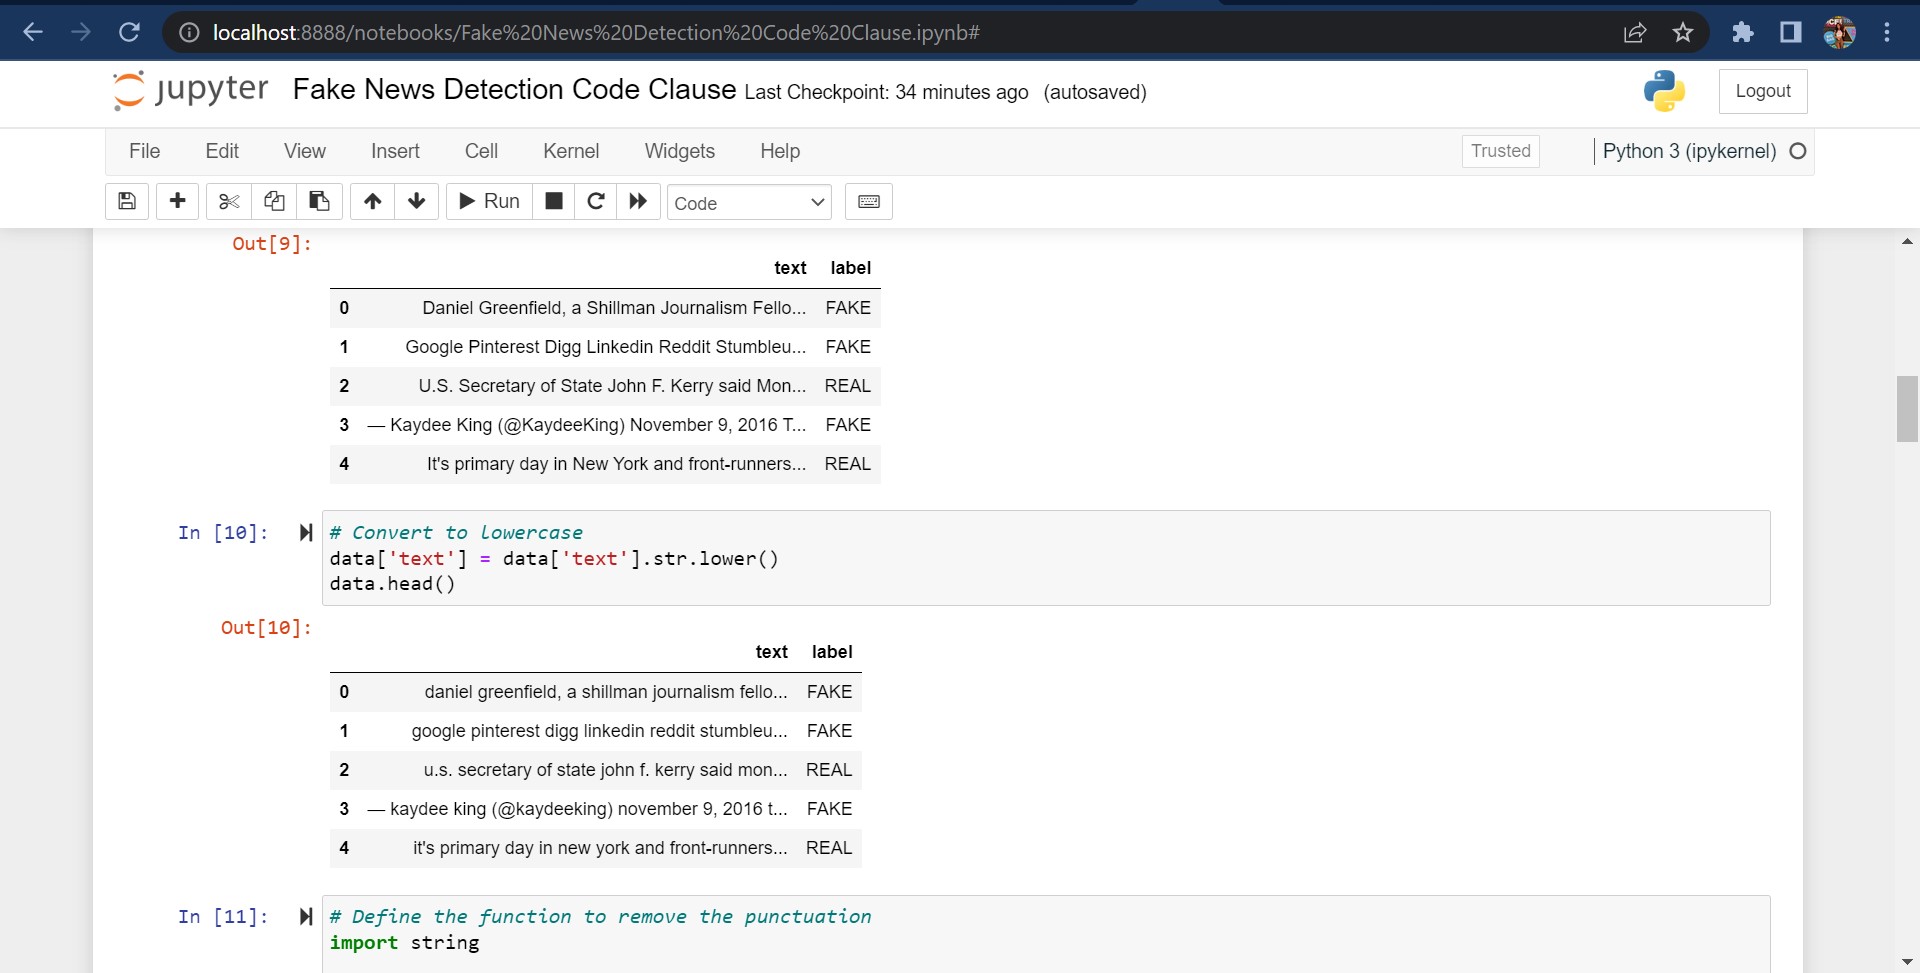 localhost:8888/notebooks/Fake%20News%20Detection%20Code%20Clause.ipynb#
jupyter Fake News Detection Code Clause Last Checkpoint: 34 minutes ago (autosaved) Logout
File Edit View Insert Cell Kernel Widgets Help Trusted Python 3 (ipykernel)
Run Code
Out[9]:
text label
0 Daniel Greenfield, a Shillman Journalism Fello... FAKE
1 Google Pinterest Digg Linkedin Reddit Stumbleu... FAKE
2 U.S. Secretary of State John F. Kerry said Mon... REAL
3 — Kaydee King (@KaydeeKing) November 9, 2016 T... FAKE
4 It's primary day in New York and front-runners... REAL
In [10]: # Convert to lowercase
data['text'] = data['text'].str.lower()
data.head()
Out[10]:
text label
0 daniel greenfield, a shillman journalism fello... FAKE
1 google pinterest digg linkedin reddit stumbleu... FAKE
2 u.s. secretary of state john f. kerry said mon... REAL
3 — kaydee king (@kaydeeking) november 9, 2016 t... FAKE
4 it's primary day in new york and front-runners... REAL
In [11]: # Define the function to remove the punctuation
import string